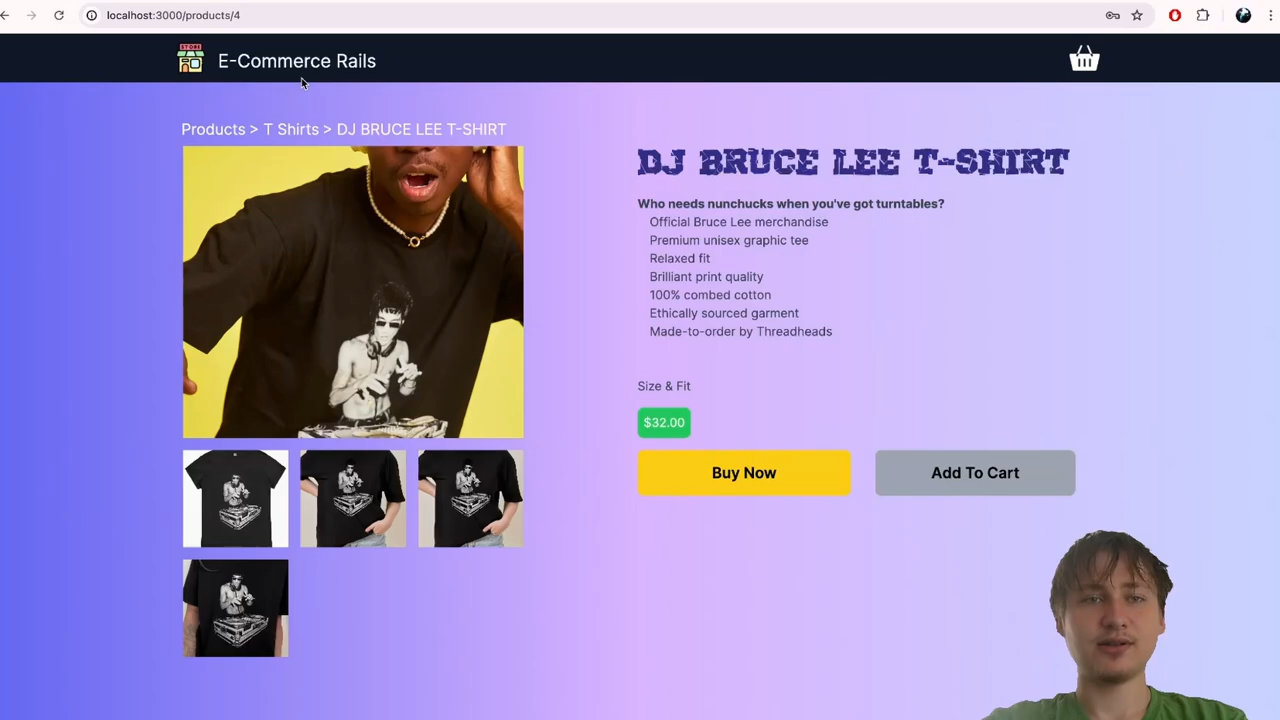 localhost:3000/products/4
STORE
E-Commerce Rails
Products > T Shirts > DJ BRUCE LEE T-SHIRT
DJ BRUCE LEE T-SHIRT
Who needs nunchucks when you've got turntables?
Official Bruce Lee merchandise
Premium unisex graphic tee
Relaxed fit
Brilliant print quality
100% combed cotton
Ethically sourced garment
Made-to-order by Threadheads
Size & Fit
$32.00
Buy Now
Add To Cart